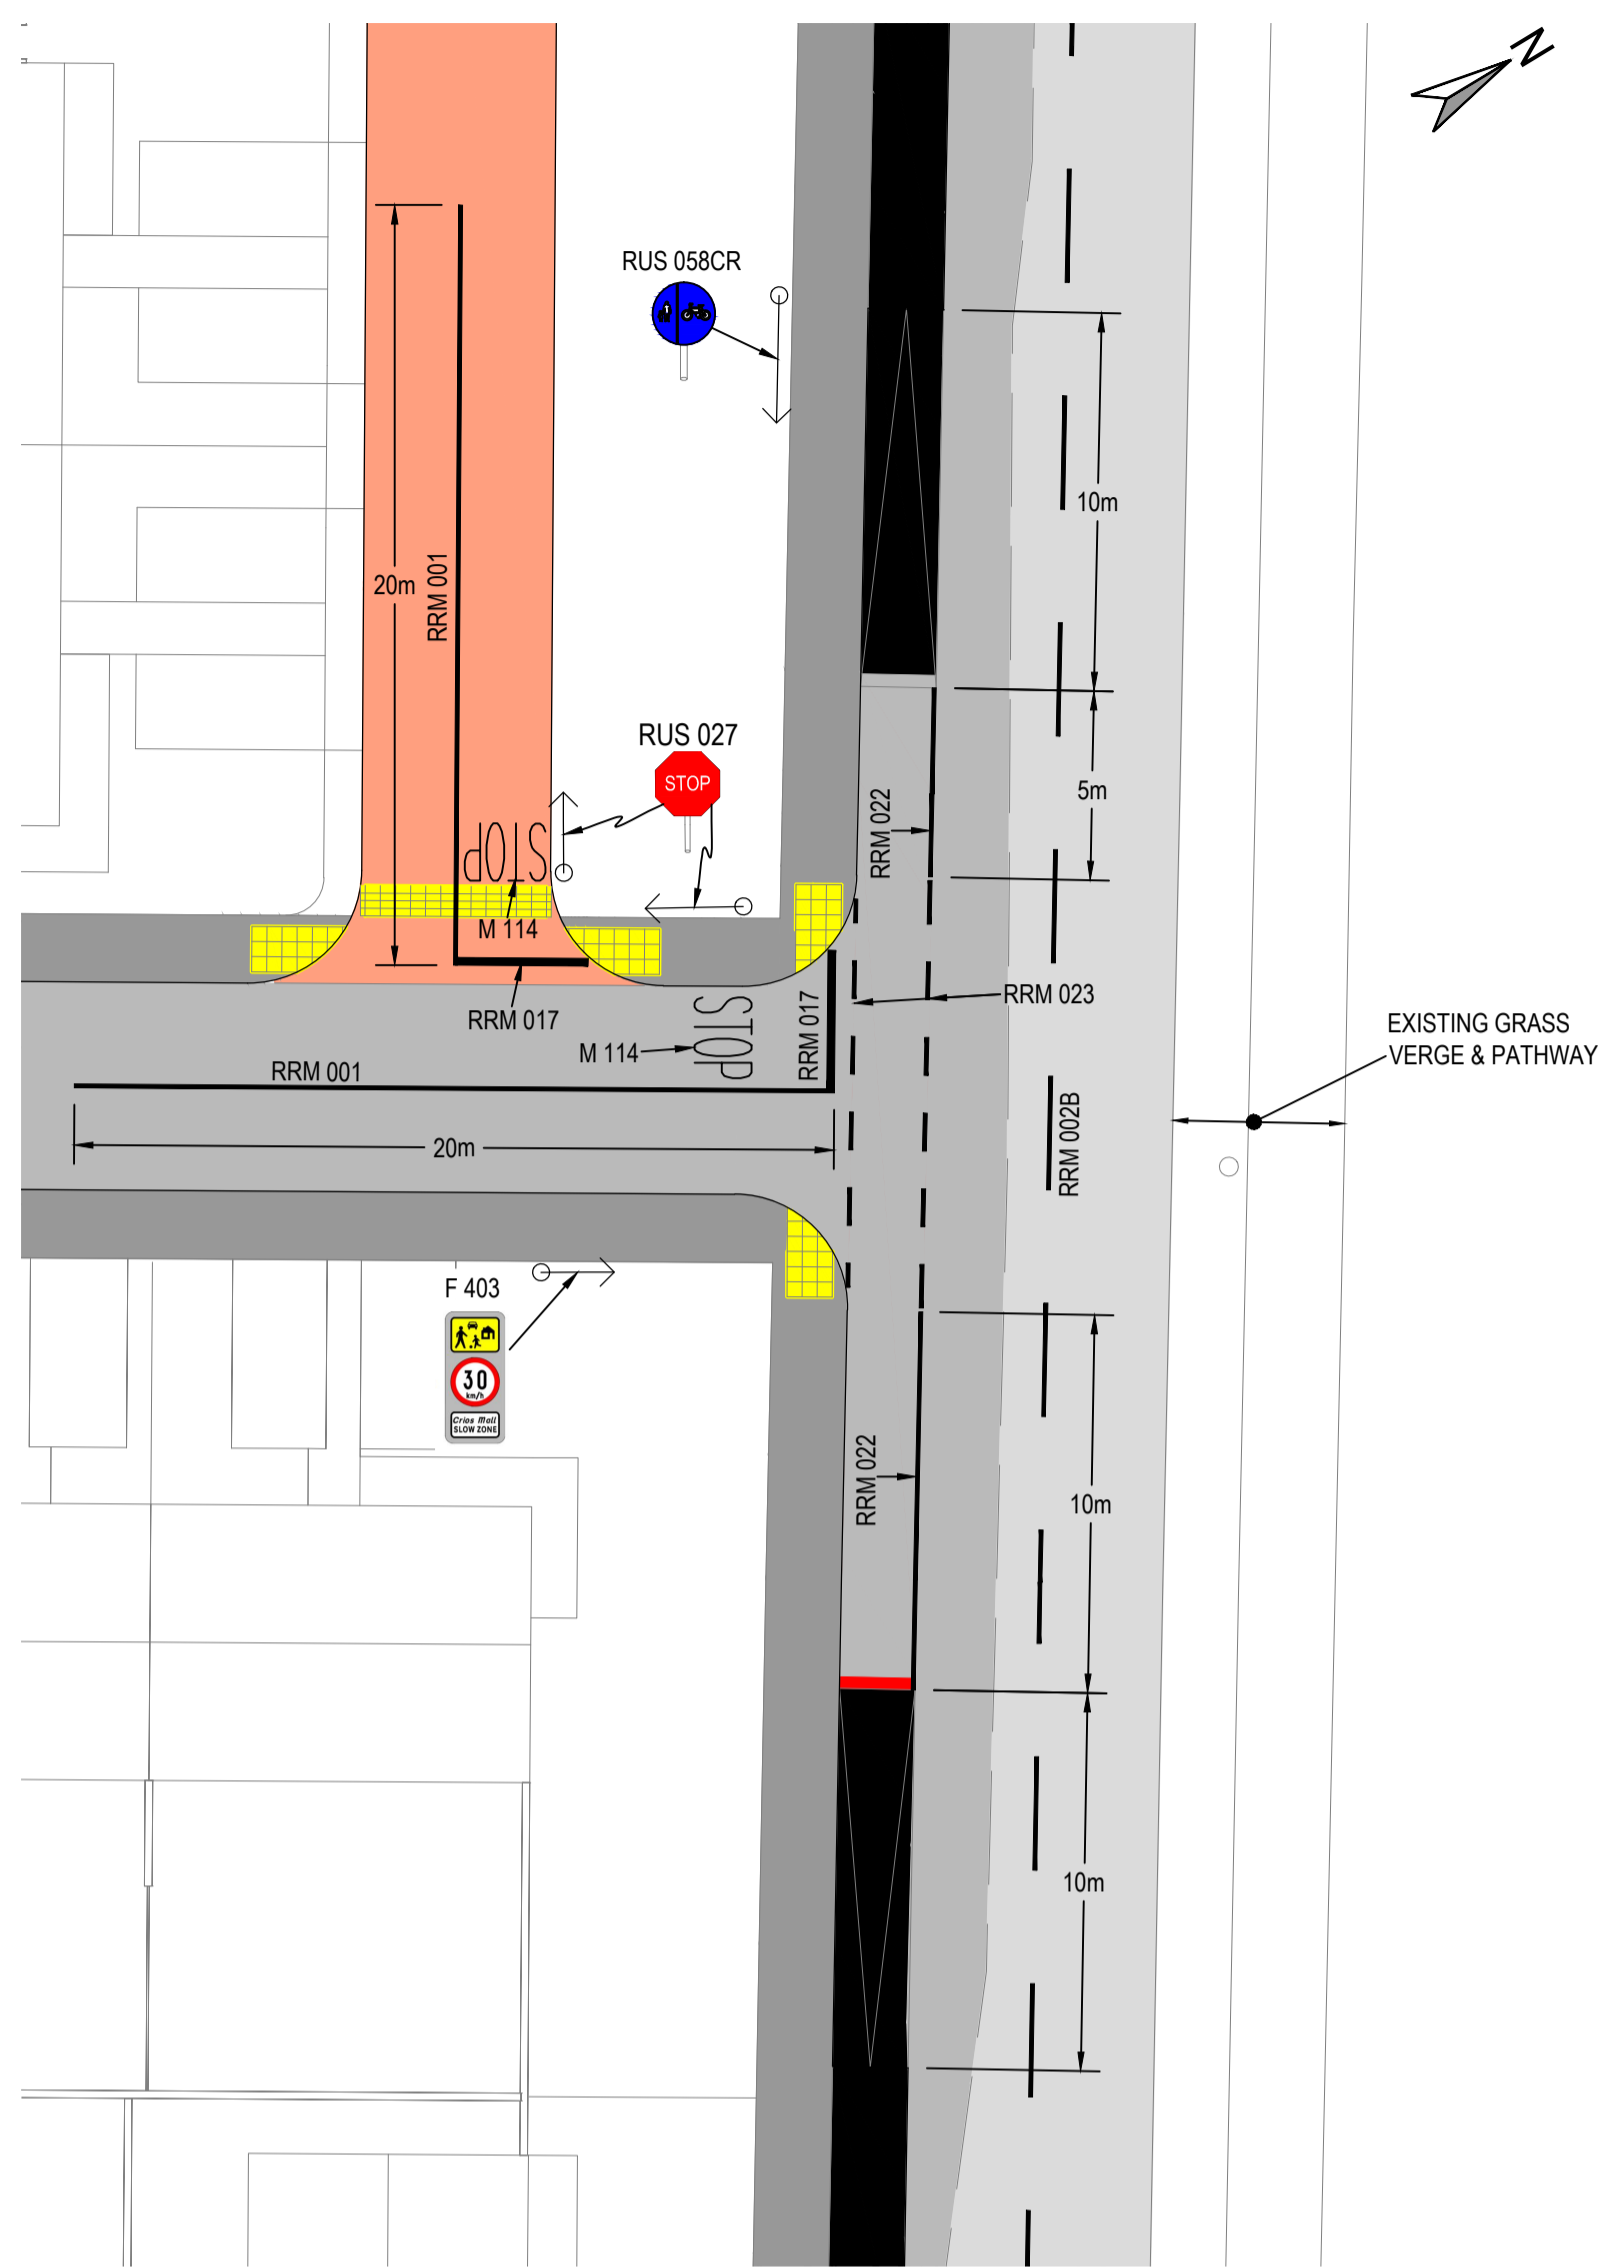 N
RUS 058CR
10m
20m
RRM 001
RUS 027
STOP
5m
RRM 022
STOP
M 114
RRM 017
RRM 023
STOP
M 114
RRM 017
EXISTING GRASS
VERGE & PATHWAY
RRM 001
RRM 002B
20m
F 403
30
km/h
Crios Mall
SLOW ZONE
RRM 022
10m
10m